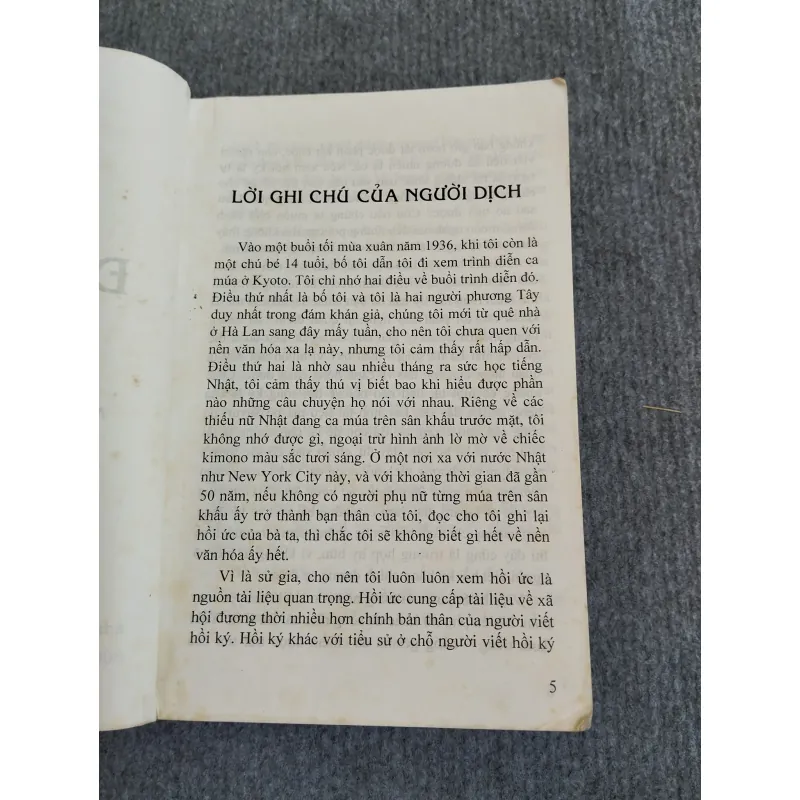 LỜI GHI CHÚ CỦA NGƯỜI DỊCH
Vào một buổi tối mùa xuân năm 1936, khi tôi còn là
một chú bé 14 tuổi, bố tôi dẫn tôi đi xem trình diễn ca
múa ở Kyoto. Tôi chỉ nhớ hai điều về buổi trình diễn đó.
Điều thứ nhất là bố tôi và tôi là hai người phương Tây
duy nhất trong đám khán giả, chúng tôi mới từ quê nhà
ở Hà Lan sang đây mấy tuần, cho nên tôi chưa quen với
nền văn hóa xa lạ này, nhưng tôi cảm thấy rất hấp dẫn.
Điều thứ hai là nhờ sau nhiều tháng ra sức học tiếng
Nhật, tôi cảm thấy thú vị biết bao khi hiểu được phần
nào những câu chuyện họ nói với nhau. Riêng về các
thiếu nữ Nhật đang ca múa trên sân khấu trước mặt, tôi
không nhớ được gì, ngoại trừ hình ảnh lờ mờ về chiếc
kimono màu sắc tươi sáng. Ở một nơi xa với nước Nhật
như New York City này, và với khoảng thời gian đã gần
50 năm, nếu không có người phụ nữ từng múa trên sân
khấu ấy trở thành bạn thân của tôi, đọc cho tôi ghi lại
hồi ức của bà ta, thì chắc tôi sẽ không biết gì hết về nền
văn hóa ấy hết.
Vì là sử gia, cho nên tôi luôn luôn xem hồi ức là
nguồn tài liệu quan trọng. Hồi ức cung cấp tài liệu về xã
hội đương thời nhiều hơn chính bản thân của người viết
hồi ký. Hồi ký khác với tiểu sử ở chỗ người viết hồi ký
5